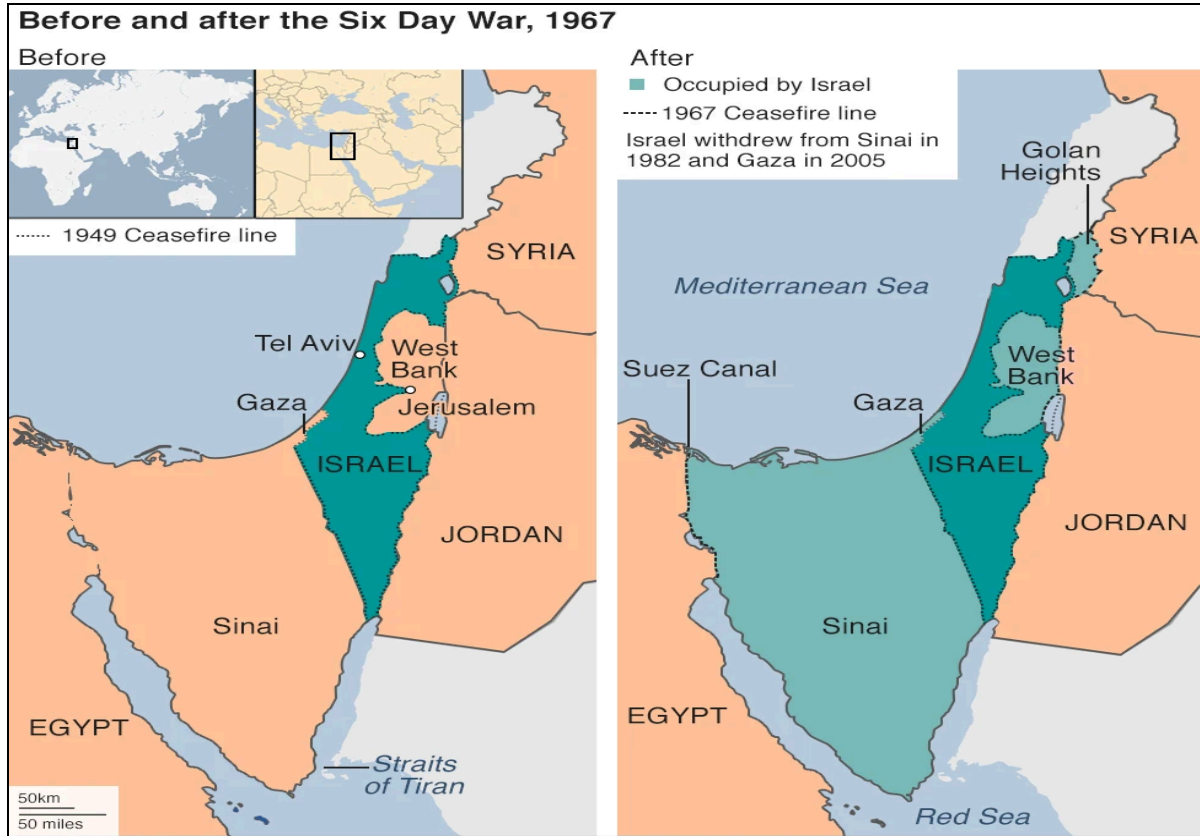 Before and after the Six Day War, 1967
Before
1949 Ceasefire line
SYRIA
Tel Aviv
West
Bank
Jerusalem
Gaza
ISRAEL
JORDAN
Sinai
EGYPT
Straits
of Tiran
50km
50 miles
After
Occupied by Israel
1967 Ceasefire line
Israel withdrew from Sinai in
1982 and Gaza in 2005
Golan
Heights
SYRIA
Mediterranean Sea
West
Bank
Suez Canal
Gaza
ISRAEL
JORDAN
Sinai
EGYPT
Red Sea